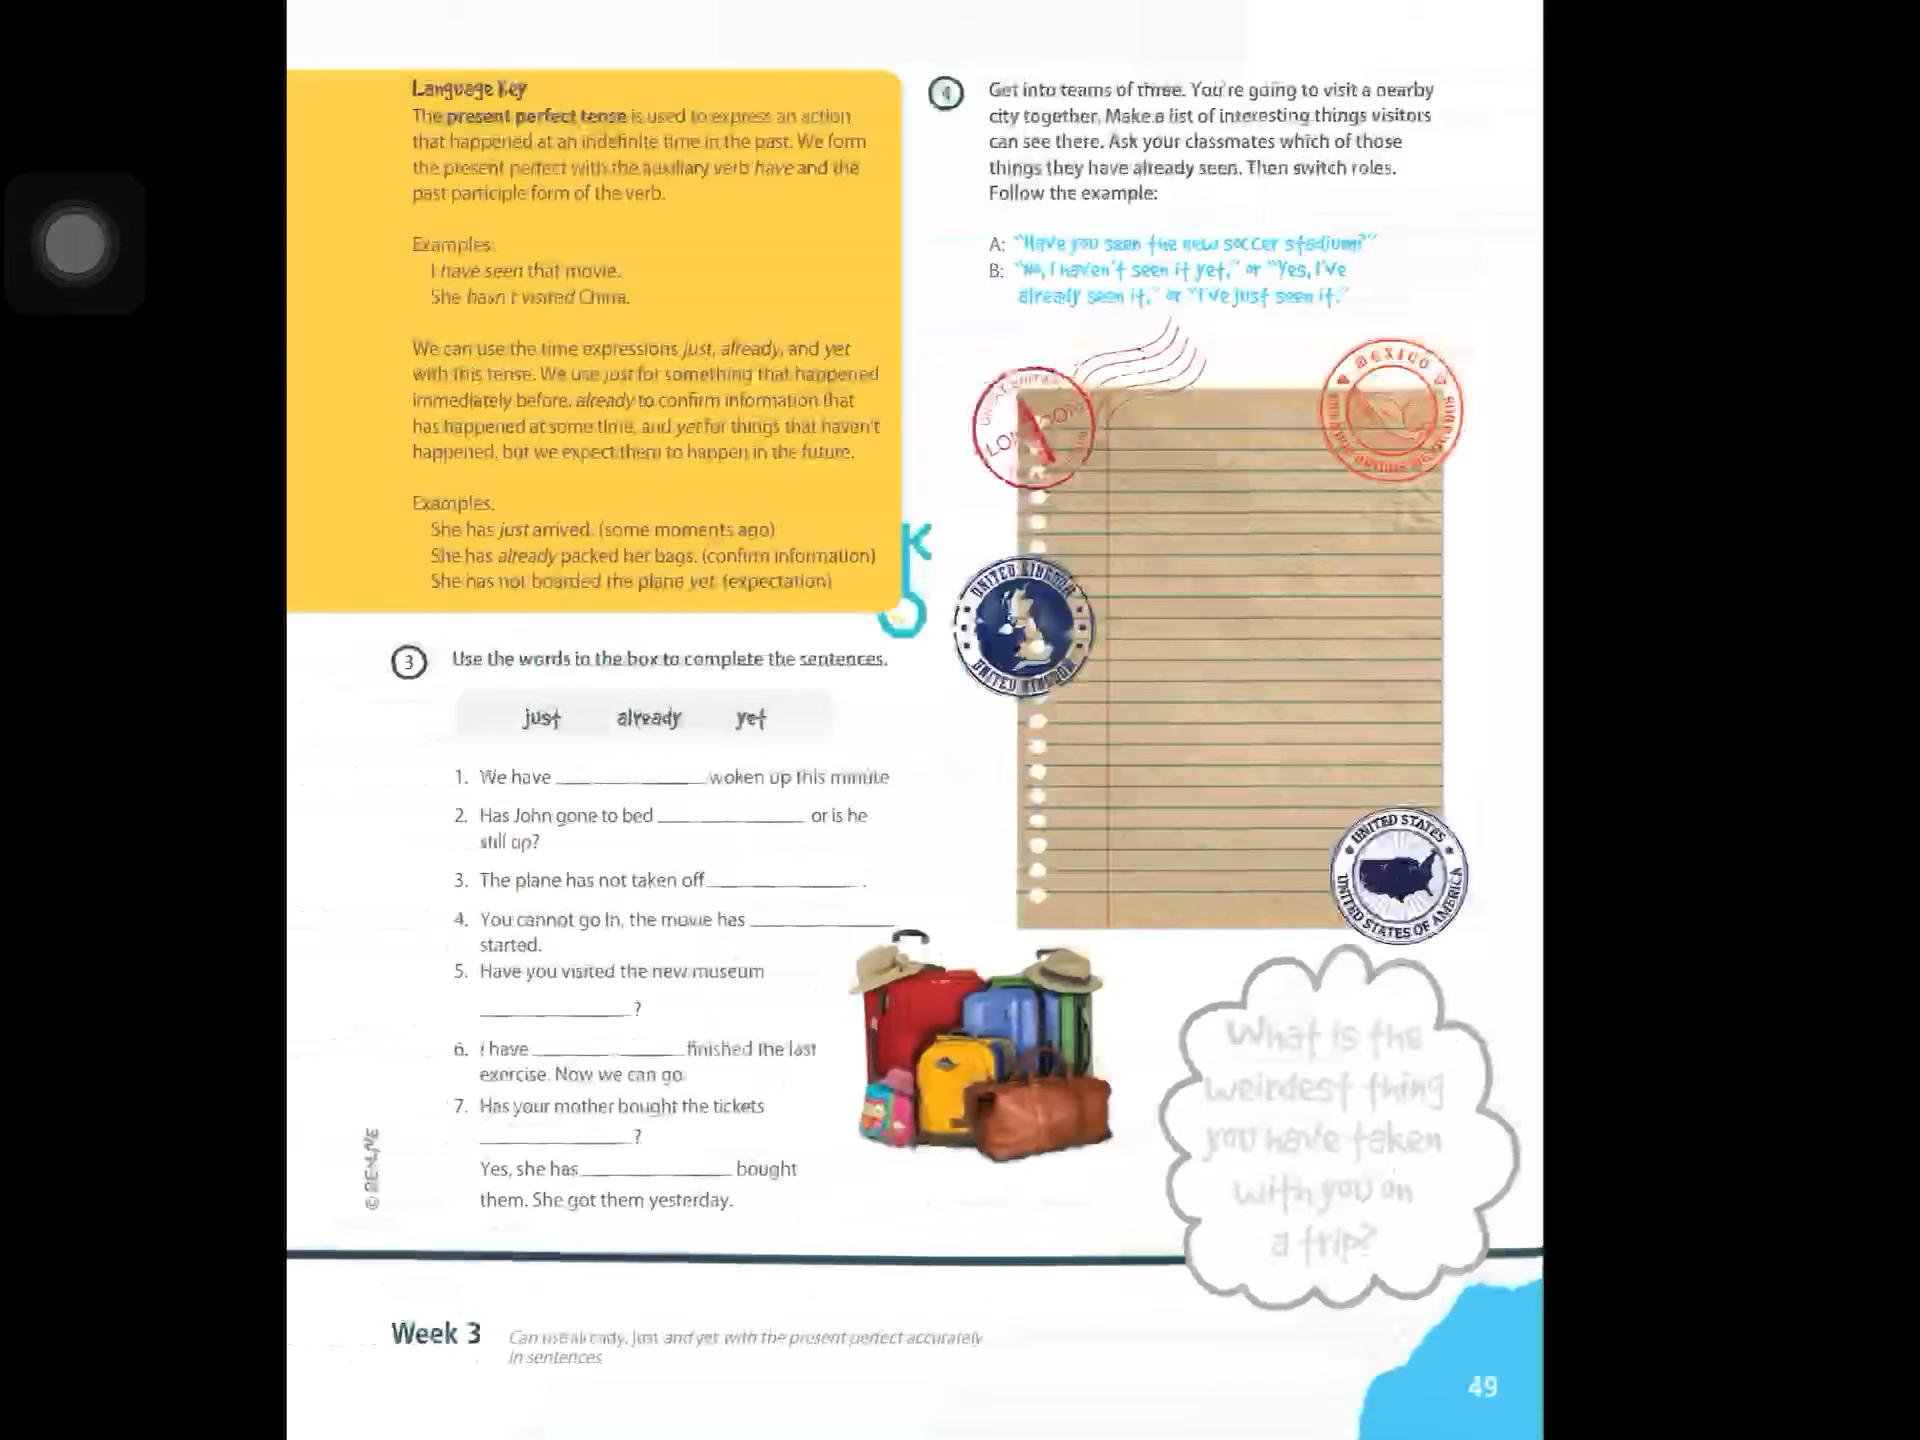 Language Key
The present perfect tense is used to express an action
that happened at an indefinite time in the past. We form
the present perfect with the auxiliary verb have and the
past participle form of the verb.
Examples:
I have seen that movie.
She hasn't visited China.
We can use the time expressions just, already, and yet
with this tense. We use just for something that happened
immediately before, already to confirm information that
has happened at some time, and yet for things that haven't
happened, but we expect them to happen in the future.
Examples.
She has just arrived. (some moments ago)
She has already packed her bags. (confirm information)
She has not boarded the plane yet. (expectation)
3 Use the words in the box to complete the sentences.
just already yet
1. We have ______ woken up this minute
2. Has John gone to bed ______ or is he
still up?
3. The plane has not taken off ______ .
4. You cannot go in, the movie has ______
started.
5. Have you visited the new museum
______ ?
6. I have ______ finished the last
exercise. Now we can go
7. Has your mother bought the tickets
______ ?
Yes, she has ______ bought
them. She got them yesterday.
4 Get into teams of three. You're going to visit a nearby
city together. Make a list of interesting things visitors
can see there. Ask your classmates which of those
things they have already seen. Then switch roles.
Follow the example:
A: "Have you seen the new soccer stadium?"
B: "No, I haven't seen it yet," or "Yes, I've
already seen it," or "I've just seen it."
MEXICO
UNITED KINGDOM
UNITED KINGDOM
UNITED STATES
UNITED STATES OF AMERICA
What is the
weirdest thing
you have taken
with you on
a trip?
Week 3 Can use already, just and yet with the present perfect accurately
in sentences
49